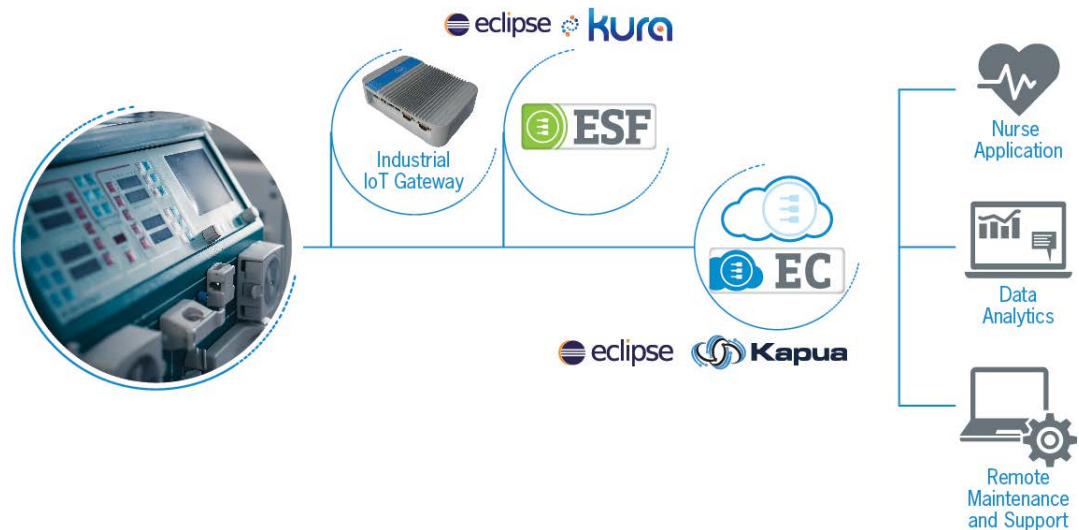 eclipse kura
Industrial
IoT Gateway
ESF
EC
eclipse Kapua
Nurse
Application
Data
Analytics
Remote
Maintenance
and Support